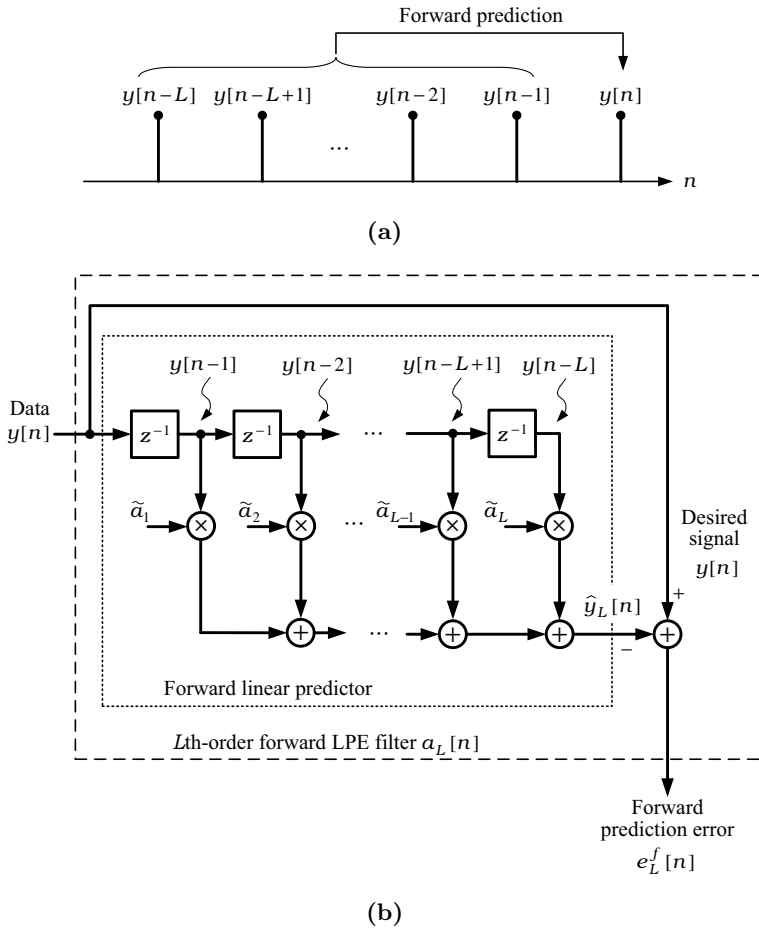 Forward prediction
y[n−L] y[n−L+1] y[n−2] y[n−1] y[n]
...
n
(a)
y[n−1] y[n−2] y[n−L+1] y[n−L]
Data
y[n]
z⁻¹ z⁻¹ ... z⁻¹
ã₁ × ã₂ × ... ã_{L−1} × ã_L ×
Desired
signal
y[n]
ŷ_L[n] +
+ ... + + − +
Forward linear predictor
Lth-order forward LPE filter a_L[n]
Forward
prediction error
e_L^f[n]
(b)